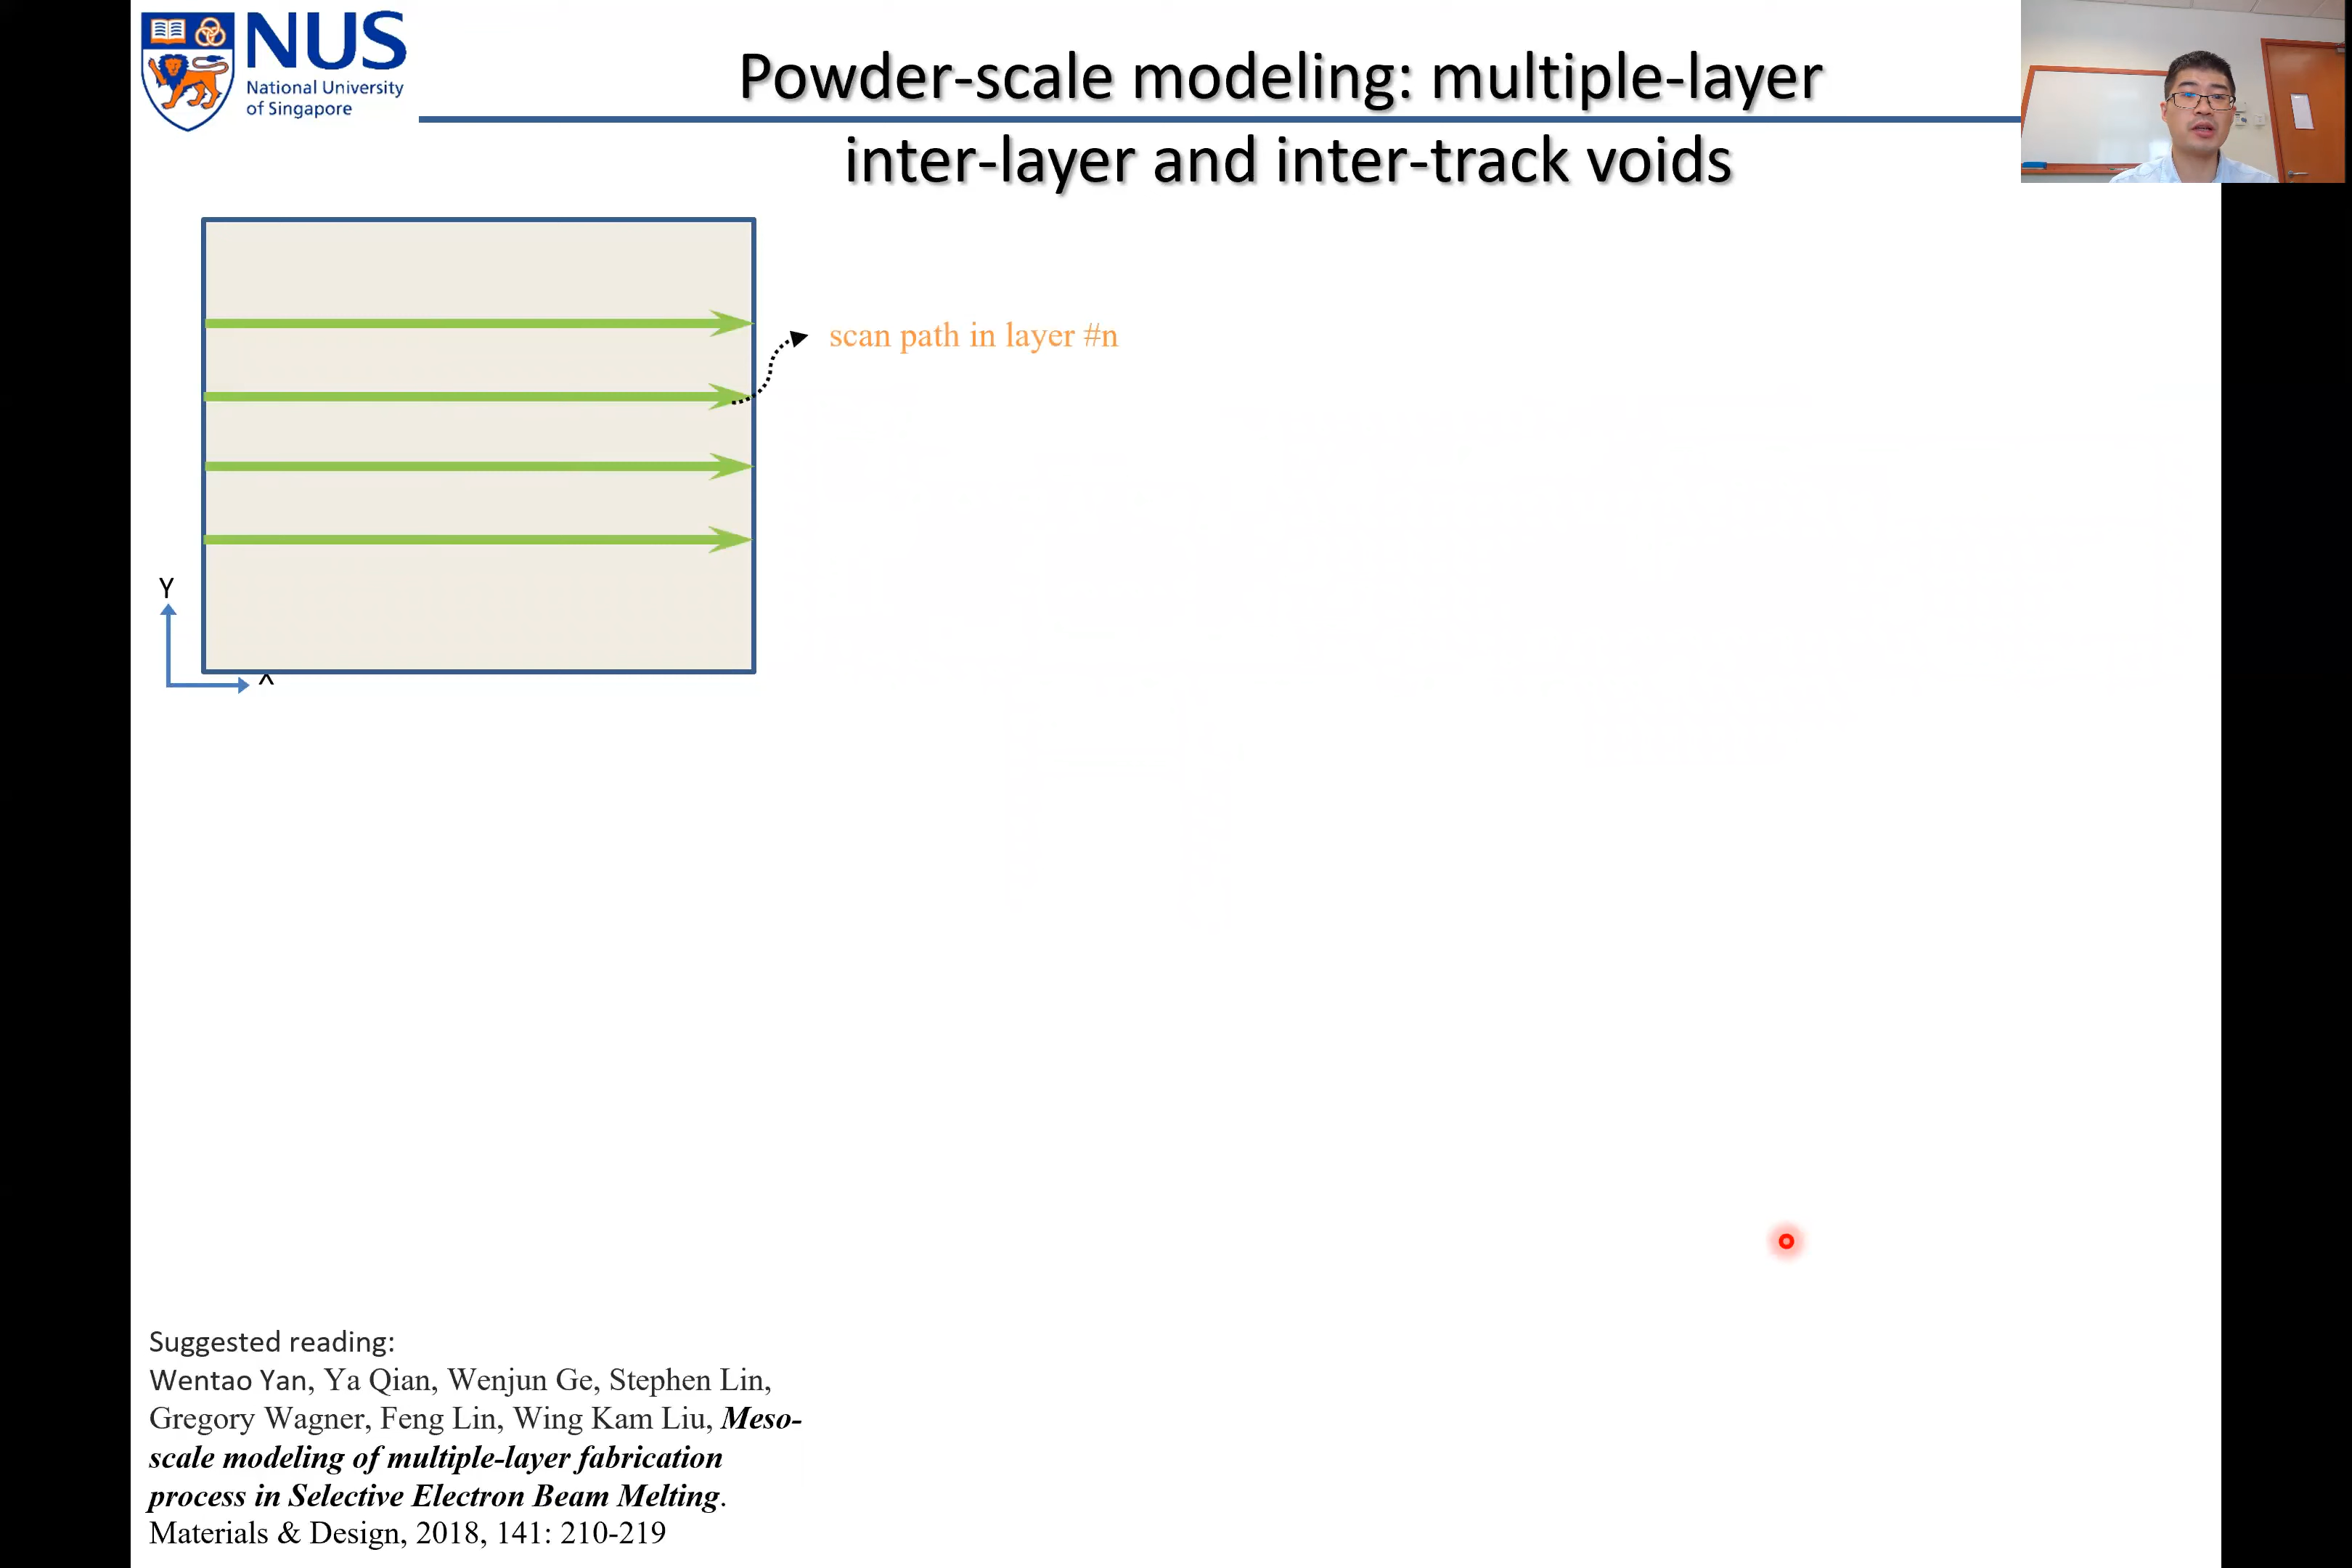 NUS
National University
of Singapore
Powder-scale modeling: multiple-layer
inter-layer and inter-track voids
scan path in layer #n
Y
X
Suggested reading:
Wentao Yan, Ya Qian, Wenjun Ge, Stephen Lin,
Gregory Wagner, Feng Lin, Wing Kam Liu, Meso-
scale modeling of multiple-layer fabrication
process in Selective Electron Beam Melting.
Materials & Design, 2018, 141: 210-219